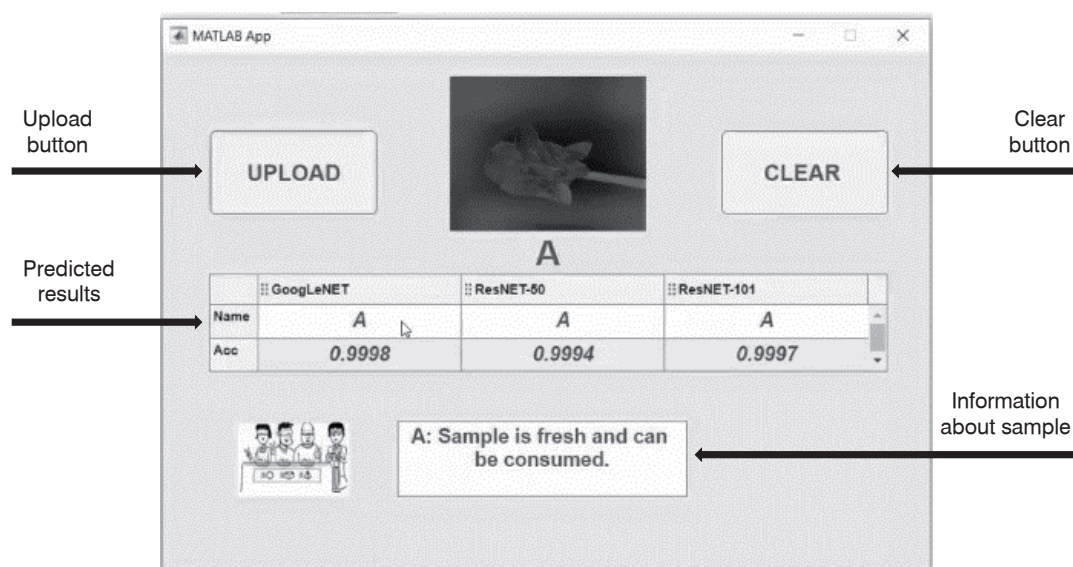 MATLAB App
Upload
button
UPLOAD
Clear
button
CLEAR
A
Predicted
results
GoogLeNET
ResNET-50
ResNET-101
Name
A
A
A
Acc
0.9998
0.9994
0.9997
A: Sample is fresh and can
be consumed.
Information
about sample